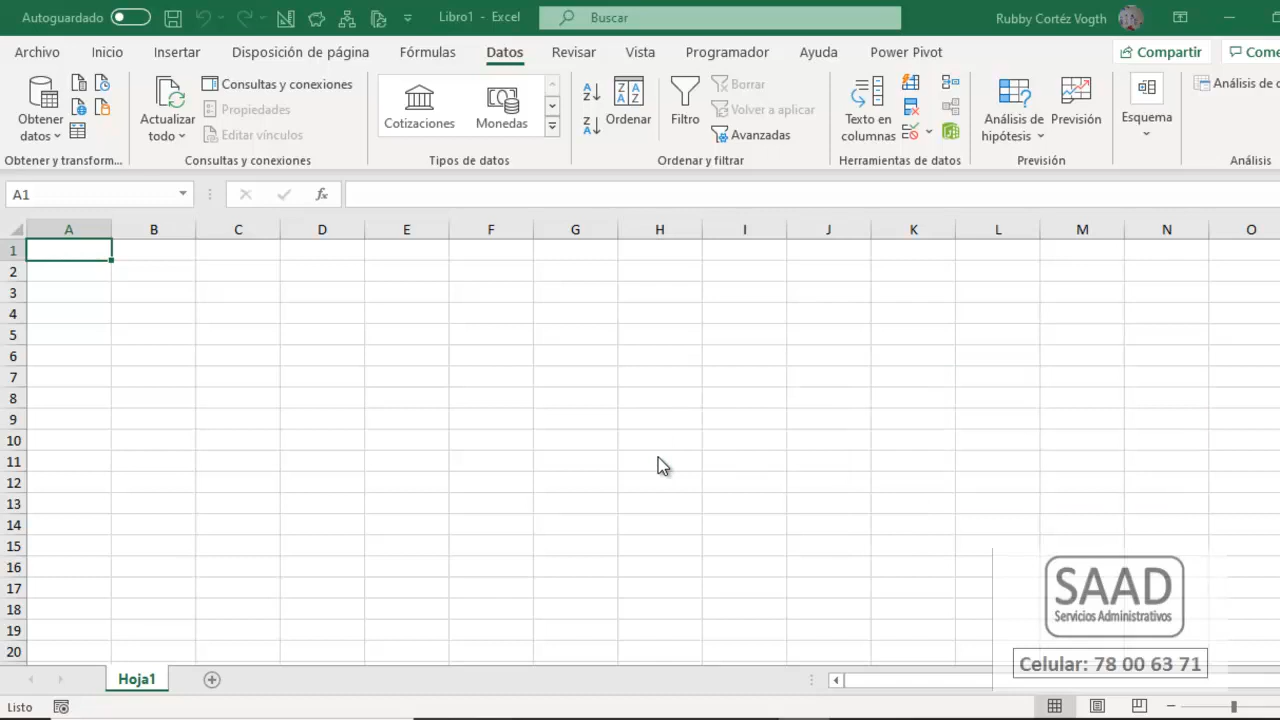 Autoguardado
Libro1 - Excel
Buscar
Rubby Cortéz Vogth
Archivo Inicio Insertar Disposición de página Fórmulas Datos Revisar Vista Programador Ayuda Power Pivot
Compartir
Come
Obtener datos
Actualizar todo
Consultas y conexiones
Propiedades
Editar vínculos
Cotizaciones
Monedas
Ordenar
Filtro
Borrar
Volver a aplicar
Avanzadas
Texto en columnas
Análisis de hipótesis
Previsión
Esquema
Análisis de
Obtener y transform...
Consultas y conexiones
Tipos de datos
Ordenar y filtrar
Herramientas de datos
Previsión
Análisis
A1
fx
A B C D E F G H I J K L M N O
1
2
3
4
5
6
7
8
9
10
11
12
13
14
15
16
17
18
19
20
SAAD
Servicios Administrativos
Celular: 78 00 63 71
Hoja1
Listo